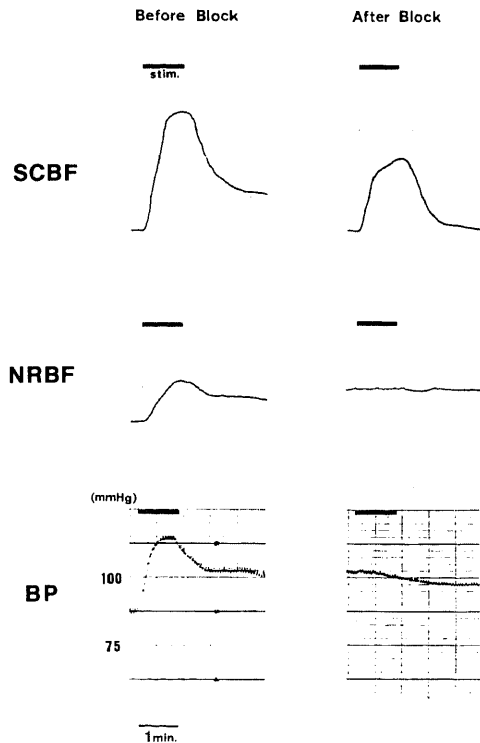 Before Block After Block
stim.
SCBF
NRBF
(mmHg)
100
BP
75
1min.